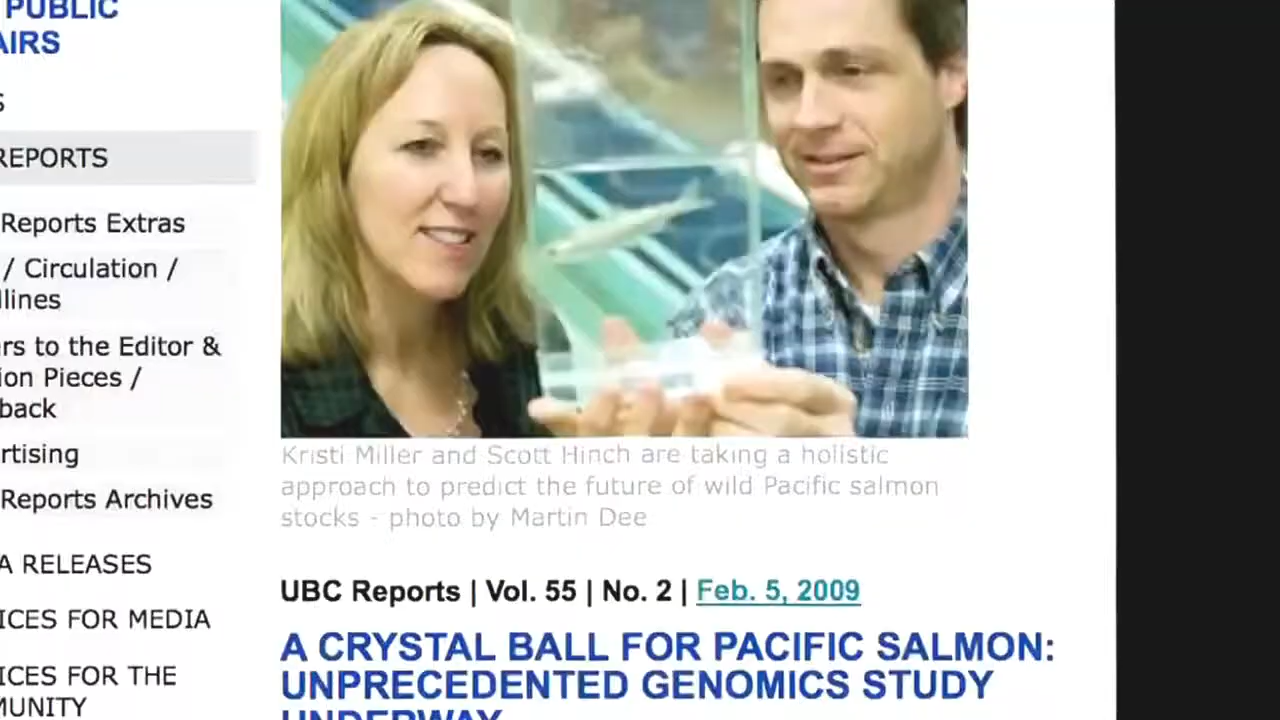 PUBLIC
AIRS
S
REPORTS
Reports Extras
/ Circulation /
lines
rs to the Editor &
ion Pieces /
back
rtising
Reports Archives
A RELEASES
ICES FOR MEDIA
ICES FOR THE
MUNITY
Kristi Miller and Scott Hinch are taking a holistic
approach to predict the future of wild Pacific salmon
stocks - photo by Martin Dee
UBC Reports | Vol. 55 | No. 2 | Feb. 5, 2009
A CRYSTAL BALL FOR PACIFIC SALMON:
UNPRECEDENTED GENOMICS STUDY
UNDERWAY